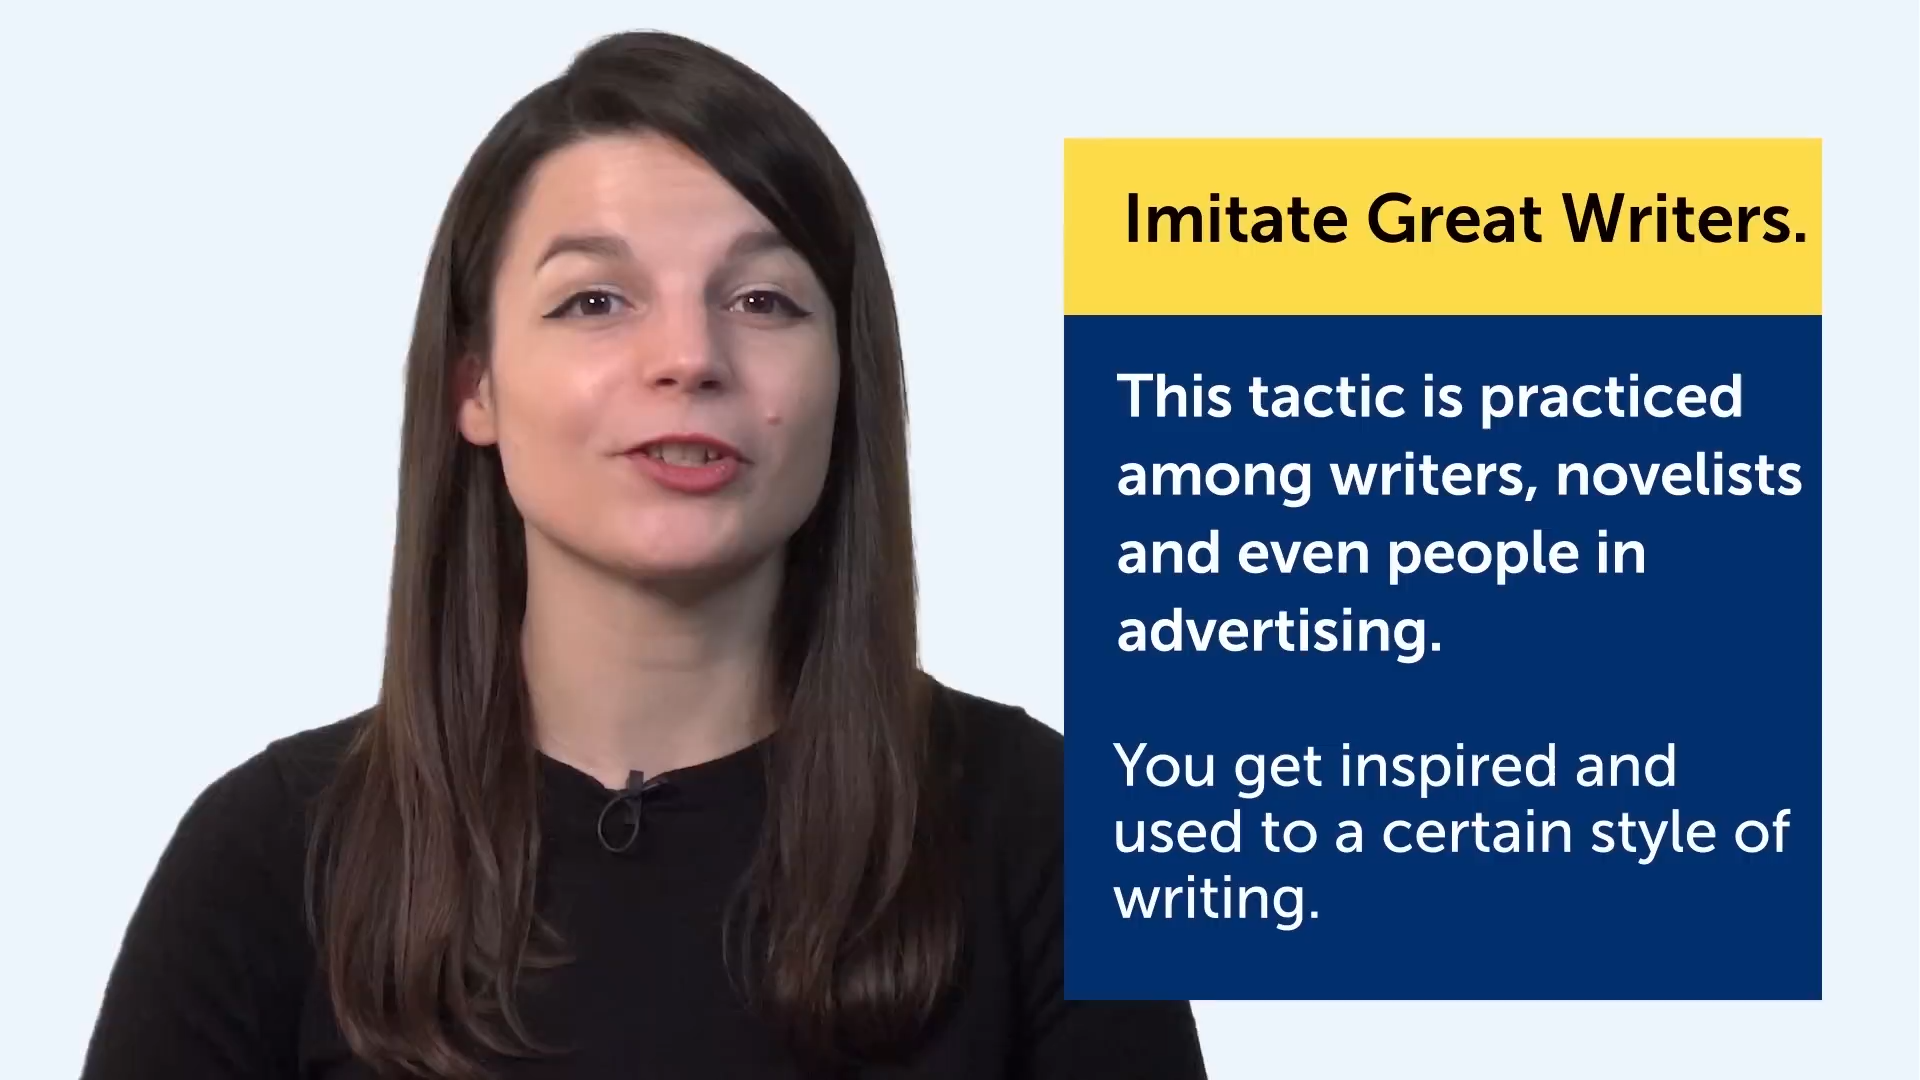 Imitate Great Writers.
This tactic is practiced
among writers, novelists
and even people in
advertising.
You get inspired and
used to a certain style of
writing.